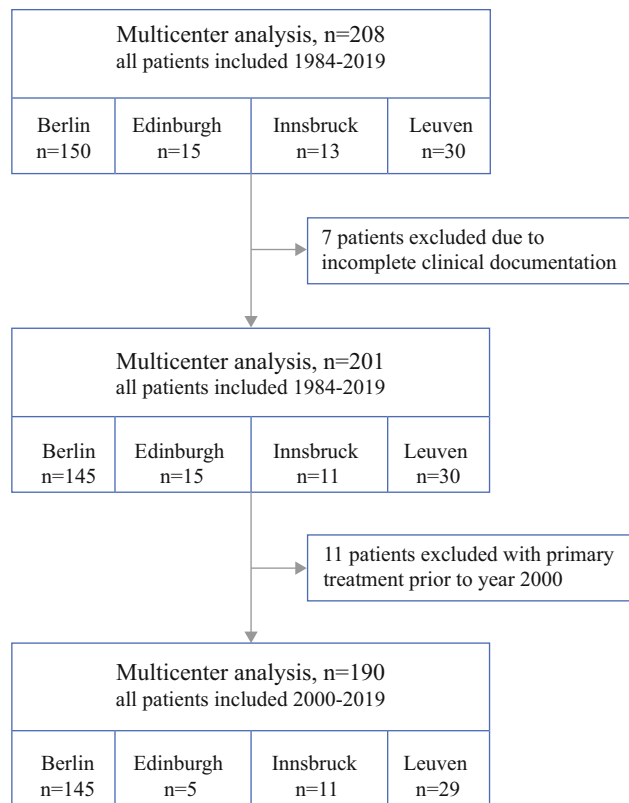 Multicenter analysis, n=208
all patients included 1984-2019
Berlin Edinburgh Innsbruck Leuven
n=150 n=15 n=13 n=30
7 patients excluded due to
incomplete clinical documentation
Multicenter analysis, n=201
all patients included 1984-2019
Berlin Edinburgh Innsbruck Leuven
n=145 n=15 n=11 n=30
11 patients excluded with primary
treatment prior to year 2000
Multicenter analysis, n=190
all patients included 2000-2019
Berlin Edinburgh Innsbruck Leuven
n=145 n=5 n=11 n=29